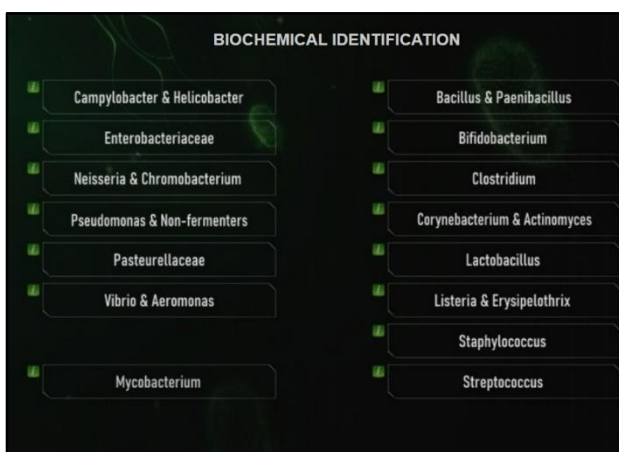 BIOCHEMICAL IDENTIFICATION
Campylobacter & Helicobacter
Enterobacteriaceae
Neisseria & Chromobacterium
Pseudomonas & Non-fermenters
Pasteurellaceae
Vibrio & Aeromonas
Mycobacterium
Bacillus & Paenibacillus
Bifidobacterium
Clostridium
Corynebacterium & Actinomyces
Lactobacillus
Listeria & Erysipelothrix
Staphylococcus
Streptococcus